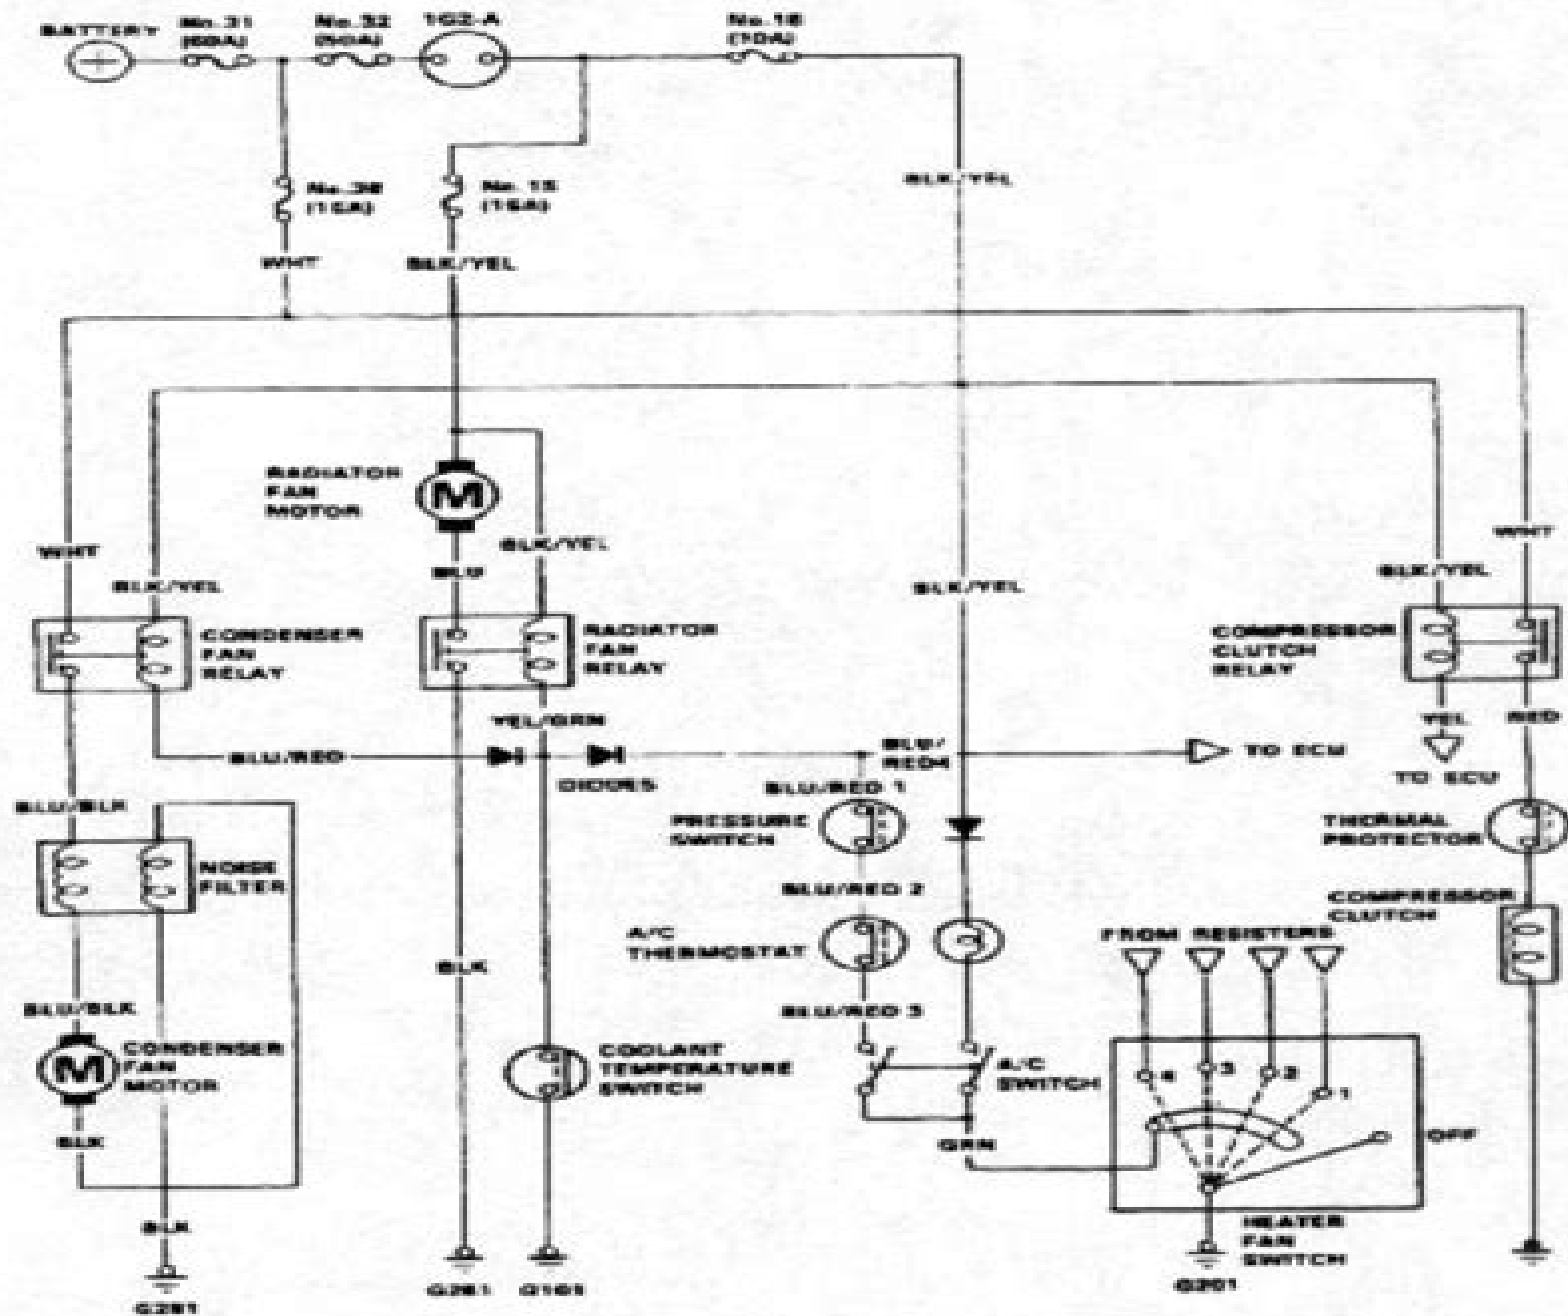 BATTERY
No.31
(60A)
No.32
(50A)
No.16
(10A)
(15A)
No. 15
(15A)
BLK/YEL
WHT
BLK/YEL
RADIATOR
FAN
MOTOR
M
WHT
BLK/YEL
BLU
BLK/YEL
BLK/YEL
WHT
BLK/YEL
CONDENSER
FAN
RELAY
RADIATOR
FAN
RELAY
COMPRESSOR
CLUTCH
RELAY
YEL/GRN
YEL
RED
BLU/RED
DIODES
BLU/
RED4
TO ECU
TO ECU
BLU/BLK
BLU/RED 1
PRESSURE
SWITCH
THERMAL
PROTECTOR
NOISE
FILTER
BLU/RED 2
COMPRESSOR
CLUTCH
A/C
THERMOSTAT
FROM RESISTERS
BLK
BLU/BLK
BLU/RED 3
M
CONDENSER
FAN
MOTOR
COOLANT
TEMPERATURE
SWITCH
A/C
SWITCH
4
3
2
1
BLK
GRN
OFF
BLK
HEATER
FAN
SWITCH
G201